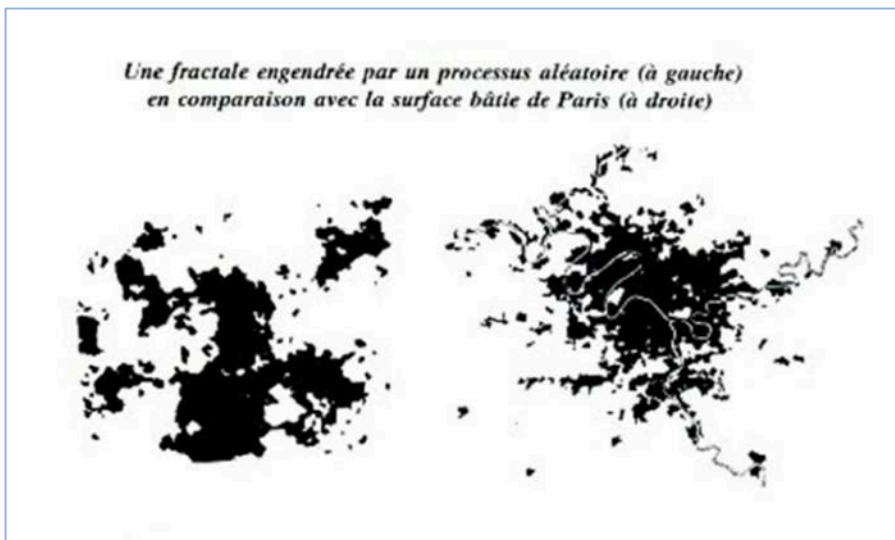 Une fractale engendrée par un processus aléatoire (à gauche)
en comparaison avec la surface bâtie de Paris (à droite)